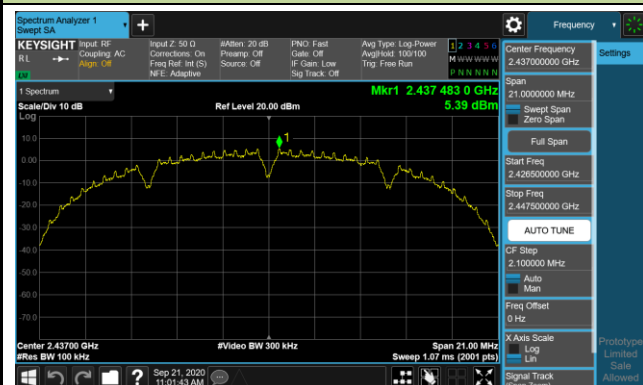 Spectrum Analyzer 1
Swept SA
Frequency
KEYSIGHT
Input: RF
Input Z: 50 Ω
#Atten: 20 dB
PNO: Fast
Avg Type: Log-Power
1 2 3 4 5 6
RL
Coupling: AC
Corrections: On
Preamp: Off
Gate: Off
Avg|Hold: 100/100
M W W W W W
Align: Off
Freq Ref: Int (S)
Source: Off
IF Gain: Low
Trig: Free Run
NFE: Adaptive
Sig Track: Off
P N N N N N
LXI
1 Spectrum
Mkr1 2.437 483 0 GHz
Scale/Div 10 dB
Ref Level 20.00 dBm
5.39 dBm
Log
1
10.0
0.00
-10.0
-20.0
-30.0
-40.0
-50.0
-60.0
-70.0
Center 2.43700 GHz
#Video BW 300 kHz
Span 21.00 MHz
#Res BW 100 kHz
Sweep 1.07 ms (2001 pts)
Sep 21, 2020
11:01:43 AM
?
Center Frequency
2.437000000 GHz
Settings
Span
21.0000000 MHz
Swept Span
Zero Span
Full Span
Start Freq
2.426500000 GHz
Stop Freq
2.447500000 GHz
AUTO TUNE
CF Step
2.100000 MHz
Auto
Man
Freq Offset
0 Hz
X Axis Scale
Log
Lin
Signal Track
(Span Zoom)
Prototype
Limited
Sale
Allowed